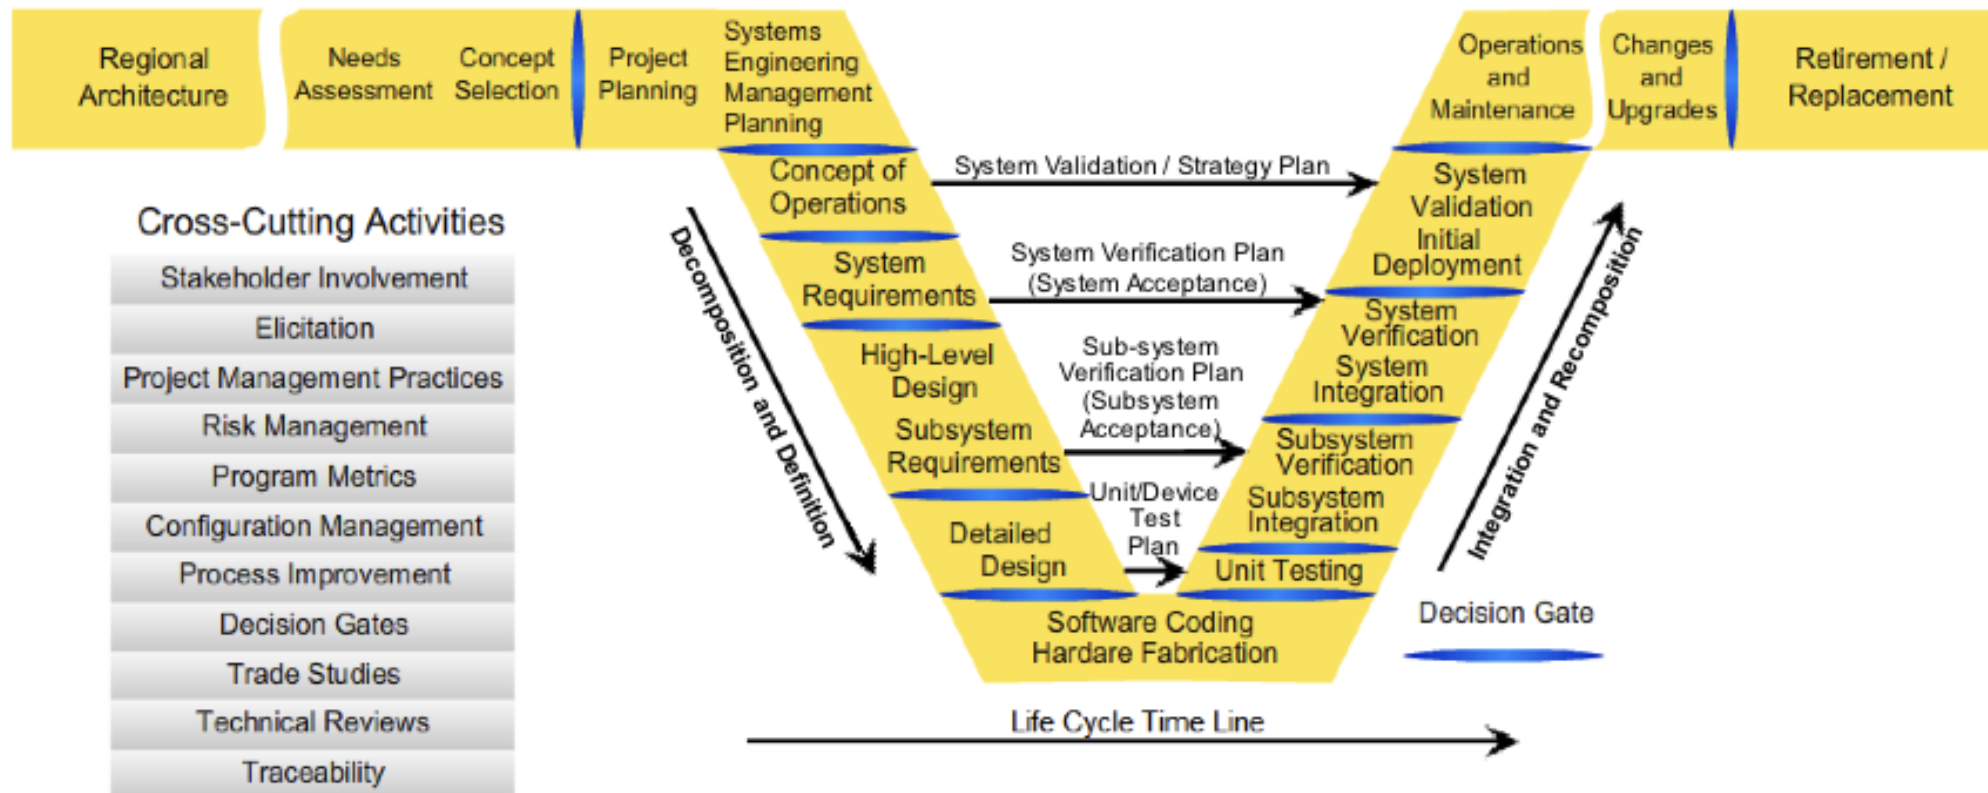 Regional
Architecture
Needs
Assessment
Concept
Selection
Project
Planning
Systems
Engineering
Management
Planning
Operations
and
Maintenance
Changes
and
Upgrades
Retirement /
Replacement
Concept of
Operations
System Validation / Strategy Plan
System
Validation
Initial
Deployment
System
Requirements
System Verification Plan
(System Acceptance)
System
Verification
System
Integration
High-Level
Design
Subsystem
Requirements
Sub-system
Verification Plan
(Subsystem
Acceptance)
Subsystem
Verification
Subsystem
Integration
Detailed
Design
Unit/Device
Test
Plan
Unit Testing
Software Coding
Hardare Fabrication
Decomposition and Definition
Integration and Recomposition
Decision Gate
Life Cycle Time Line
Cross-Cutting Activities
Stakeholder Involvement
Elicitation
Project Management Practices
Risk Management
Program Metrics
Configuration Management
Process Improvement
Decision Gates
Trade Studies
Technical Reviews
Traceability